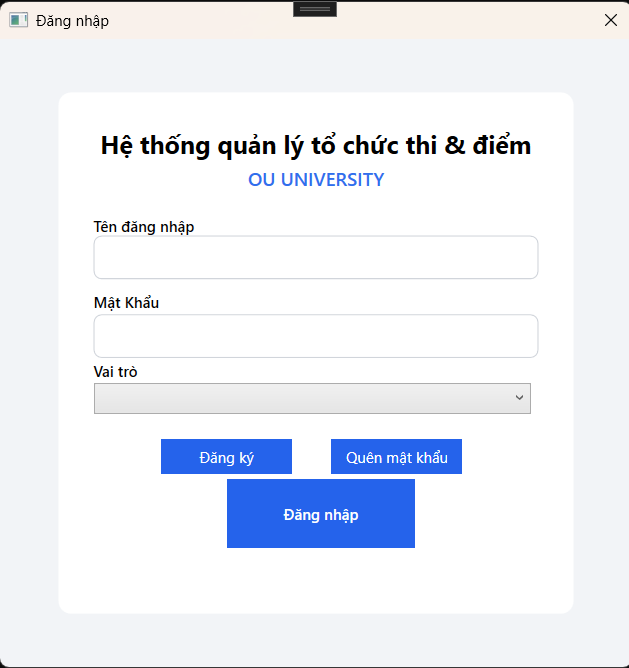 Đăng nhập
Hệ thống quản lý tổ chức thi & điểm
OU UNIVERSITY
Tên đăng nhập
Mật Khẩu
Vai trò
Đăng ký
Quên mật khẩu
Đăng nhập